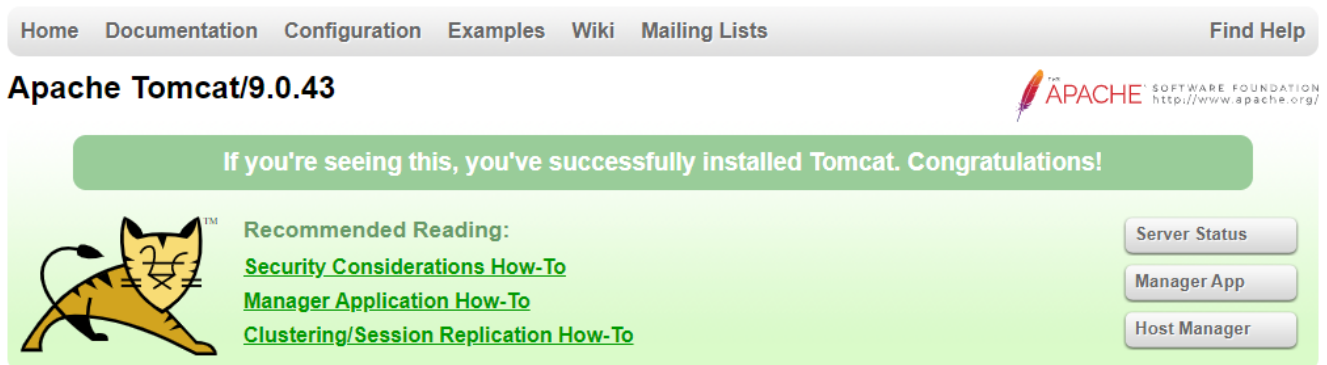 Home Documentation Configuration Examples Wiki Mailing Lists Find Help
Apache Tomcat/9.0.43
THE
APACHE SOFTWARE FOUNDATION
http://www.apache.org/
If you're seeing this, you've successfully installed Tomcat. Congratulations!
TM
Recommended Reading:
Security Considerations How-To
Manager Application How-To
Clustering/Session Replication How-To
Server Status
Manager App
Host Manager